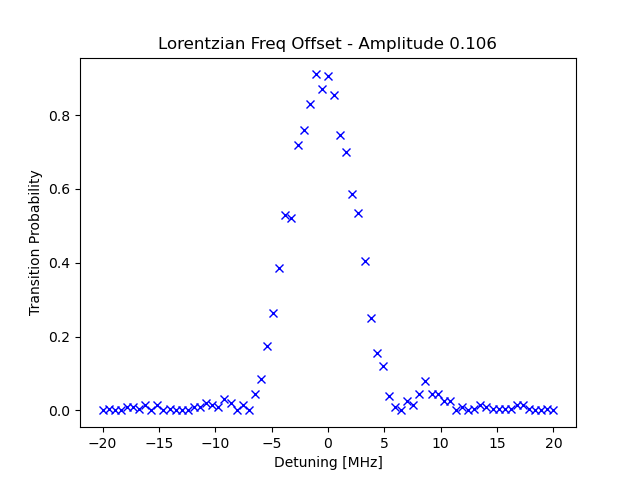 Lorentzian Freq Offset - Amplitude 0.106
Transition Probability
0.8
0.6
0.4
0.2
0.0
−20 −15 −10 −5 0 5 10 15 20
Detuning [MHz]